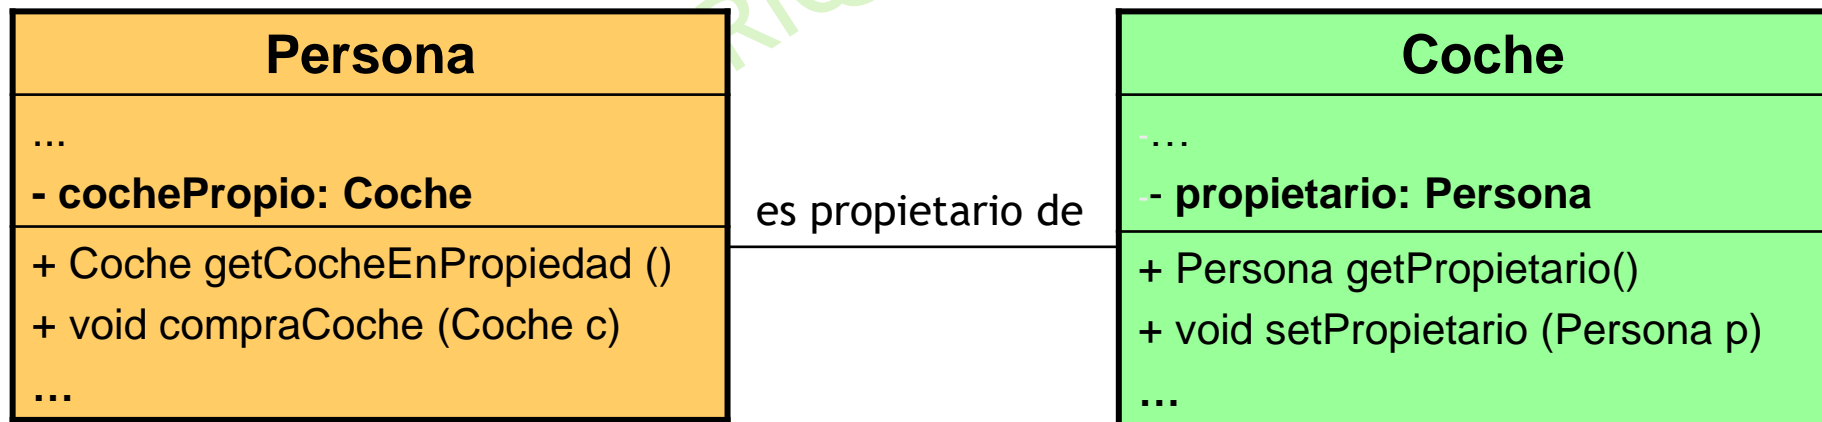 Persona
...
- cochePropio: Coche
+ Coche getCocheEnPropiedad ()
+ void compraCoche (Coche c)
...
es propietario de
Coche
-...
-- propietario: Persona
+ Persona getPropietario()
+ void setPropietario (Persona p)
...